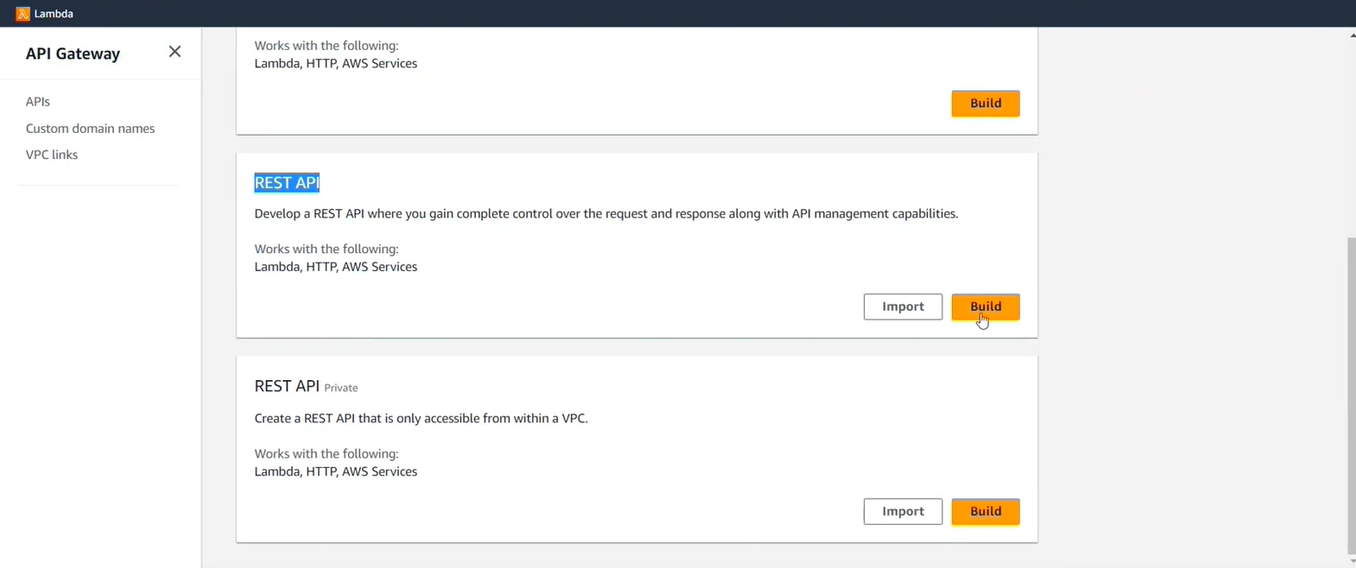 Lambda
API Gateway
APIs
Custom domain names
VPC links
Works with the following:
Lambda, HTTP, AWS Services
Build
REST API
Develop a REST API where you gain complete control over the request and response along with API management capabilities.
Works with the following:
Lambda, HTTP, AWS Services
Import Build
REST API Private
Create a REST API that is only accessible from within a VPC.
Works with the following:
Lambda, HTTP, AWS Services
Import Build